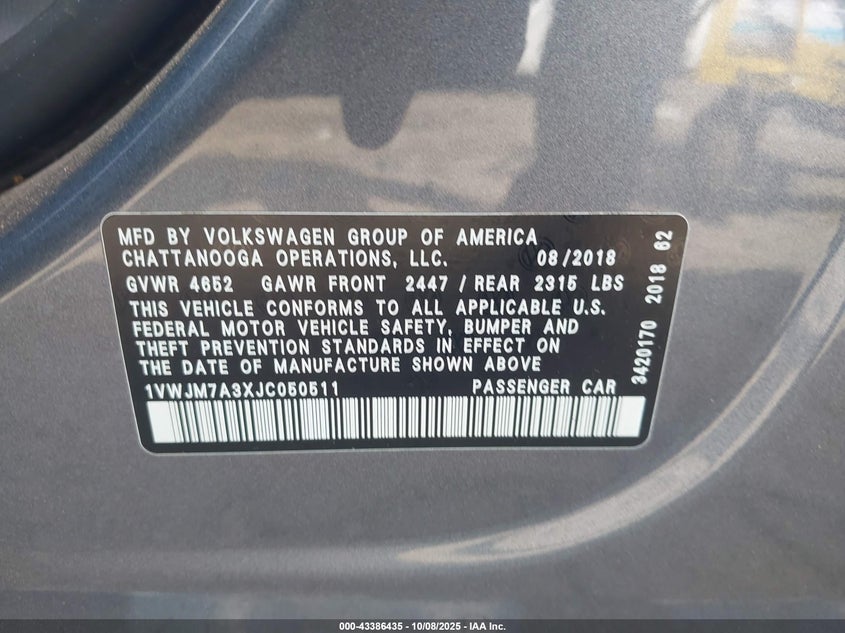 MFD BY VOLKSWAGEN GROUP OF AMERICA
CHATTANOOGA OPERATIONS, LLC. 08/2018
GVWR 4652 GAWR FRONT 2447 / REAR 2315 LBS
THIS VEHICLE CONFORMS TO ALL APPLICABLE U.S.
FEDERAL MOTOR VEHICLE SAFETY, BUMPER AND
THEFT PREVENTION STANDARDS IN EFFECT ON
THE DATE OF MANUFACTURE SHOWN ABOVE
1VWJM7A3XJC050511 PASSENGER CAR
3420170 2018 62
000-43386435 - 10/08/2025 - IAA Inc.